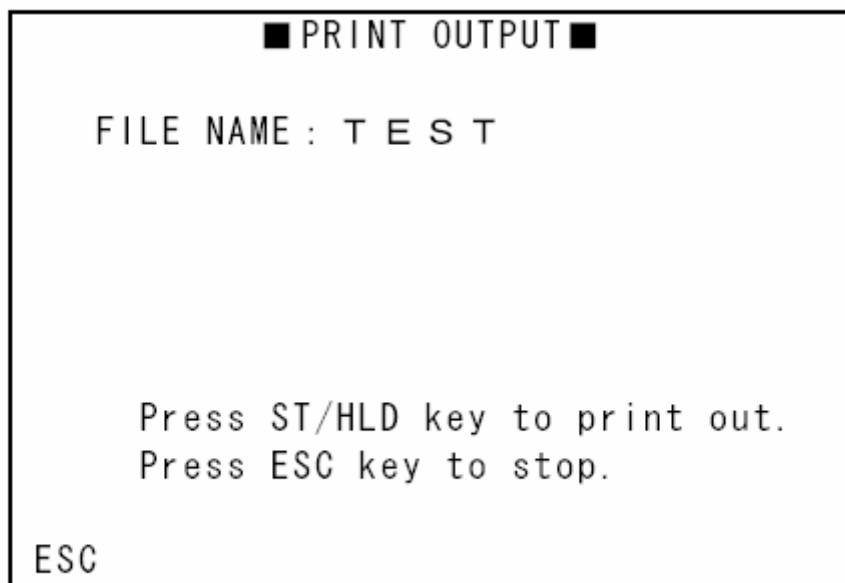 ■PRINT OUTPUT■
FILE NAME: TEST
Press ST/HLD key to print out.
Press ESC key to stop.
ESC